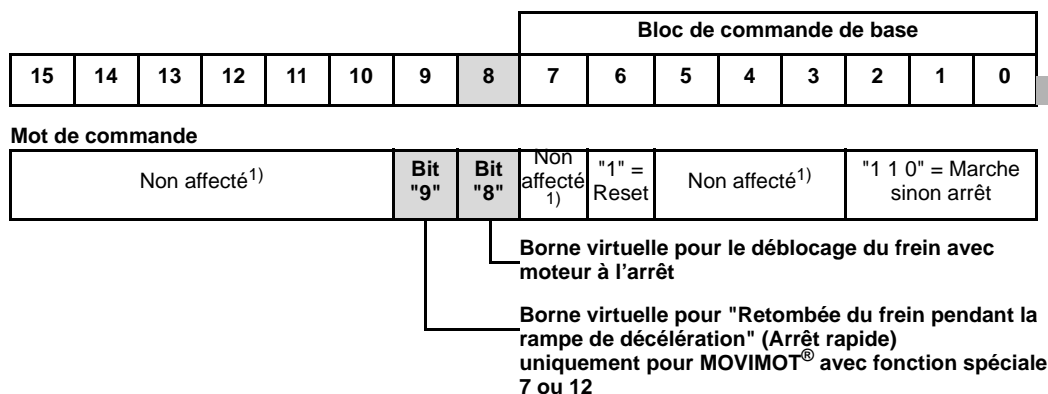 Bloc de commande de base
15 14 13 12 11 10 9 8 7 6 5 4 3 2 1 0
Mot de commande
Non affecté1) Bit "9" Bit "8" Non affecté 1) "1" = Reset Non affecté1) "1 1 0" = Marche sinon arrêt
Borne virtuelle pour le déblocage du frein avec
moteur à l'arrêt
Borne virtuelle pour "Retombée du frein pendant la
rampe de décélération" (Arrêt rapide)
uniquement pour MOVIMOT® avec fonction spéciale
7 ou 12